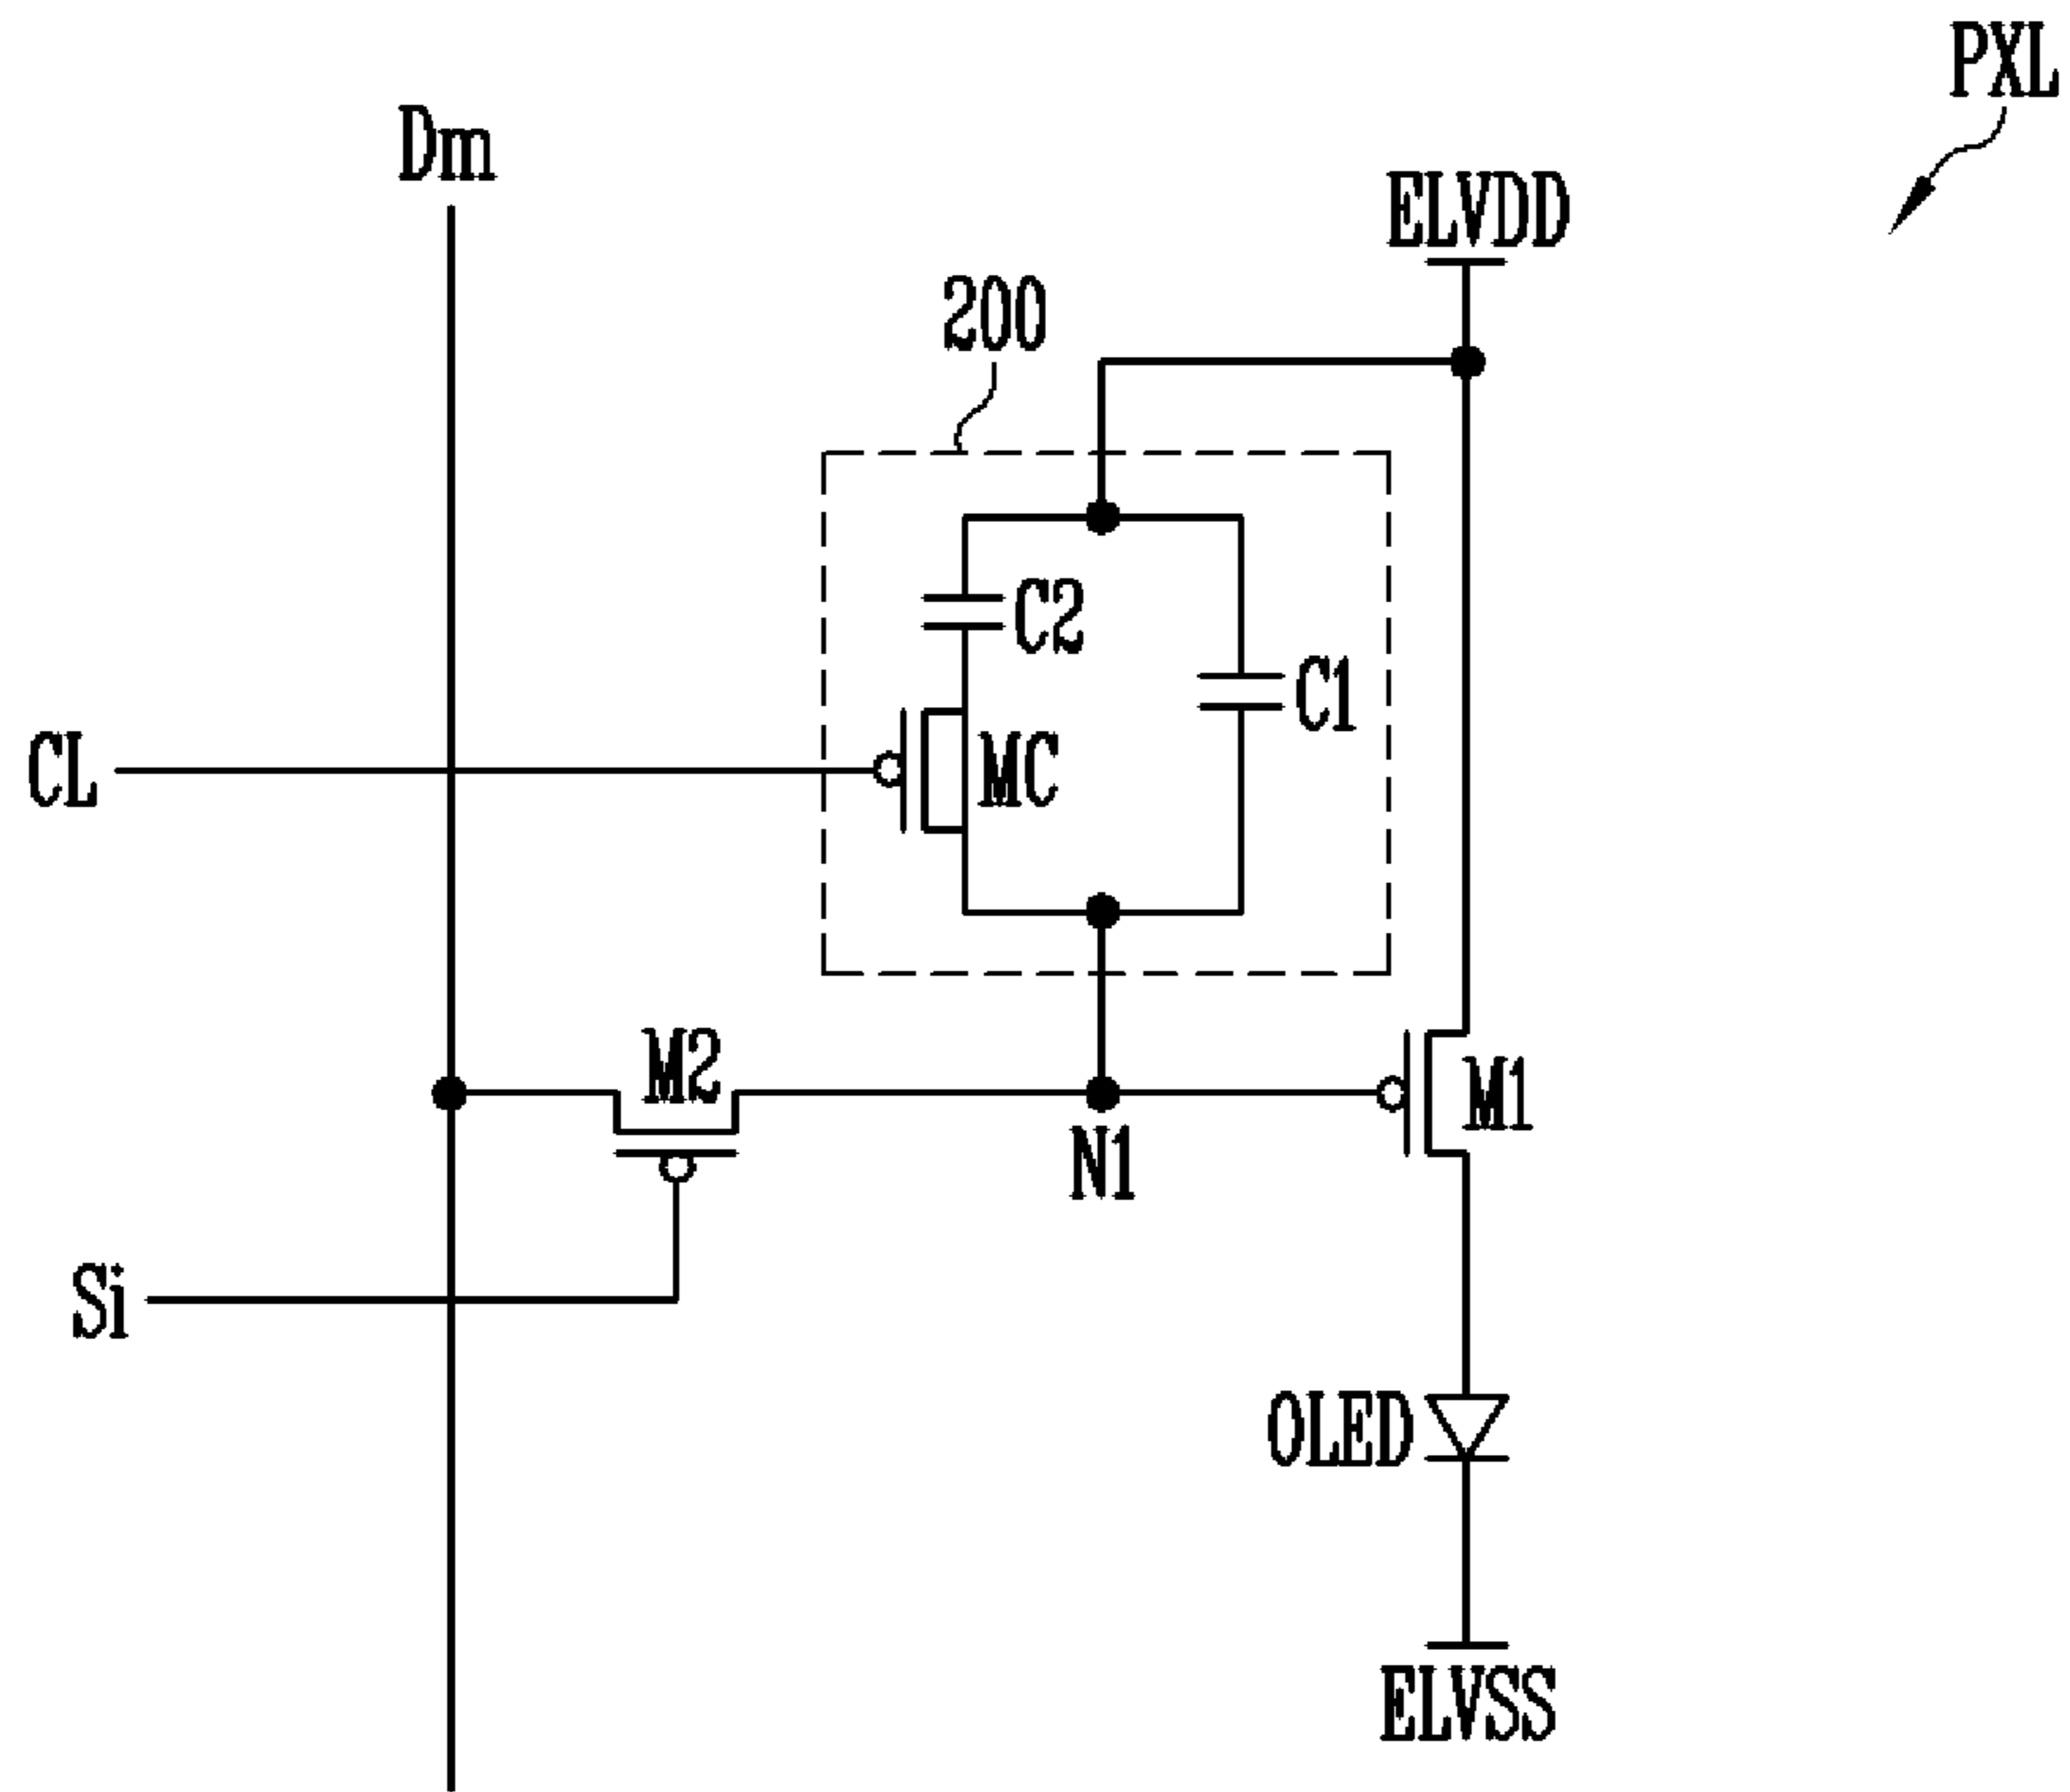 PXL
Dm
ELVDD
200
C2
C1
CL
MC
M2
M1
N1
Si
OLED
ELVSS